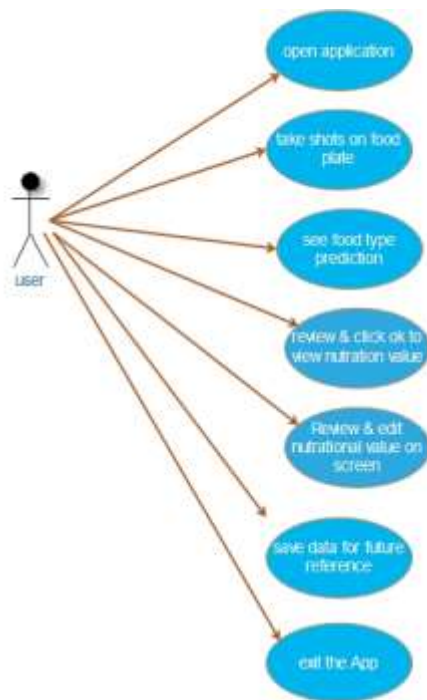 open application
take shots on food
plate
see food type
prediction
user
review & click ok to
view nutration value
Review & edit
nutrational value on
screen
save data for future
reference
exit the App